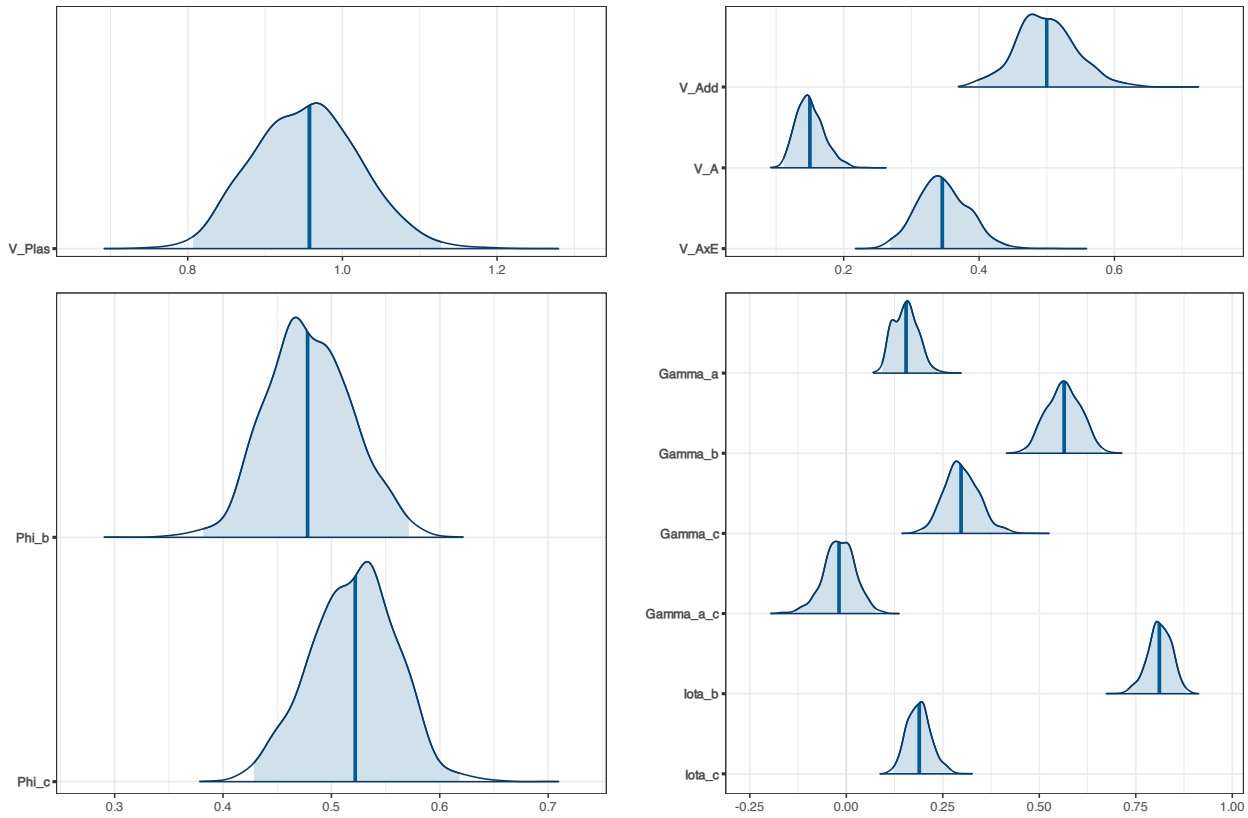 V_Plas
0.8 1.0 1.2
V_Add
V_A
V_AxE
0.2 0.4 0.6
Phi_b
Phi_c
0.3 0.4 0.5 0.6 0.7
Gamma_a
Gamma_b
Gamma_c
Gamma_a_c
Iota_b
Iota_c
-0.25 0.00 0.25 0.50 0.75 1.00